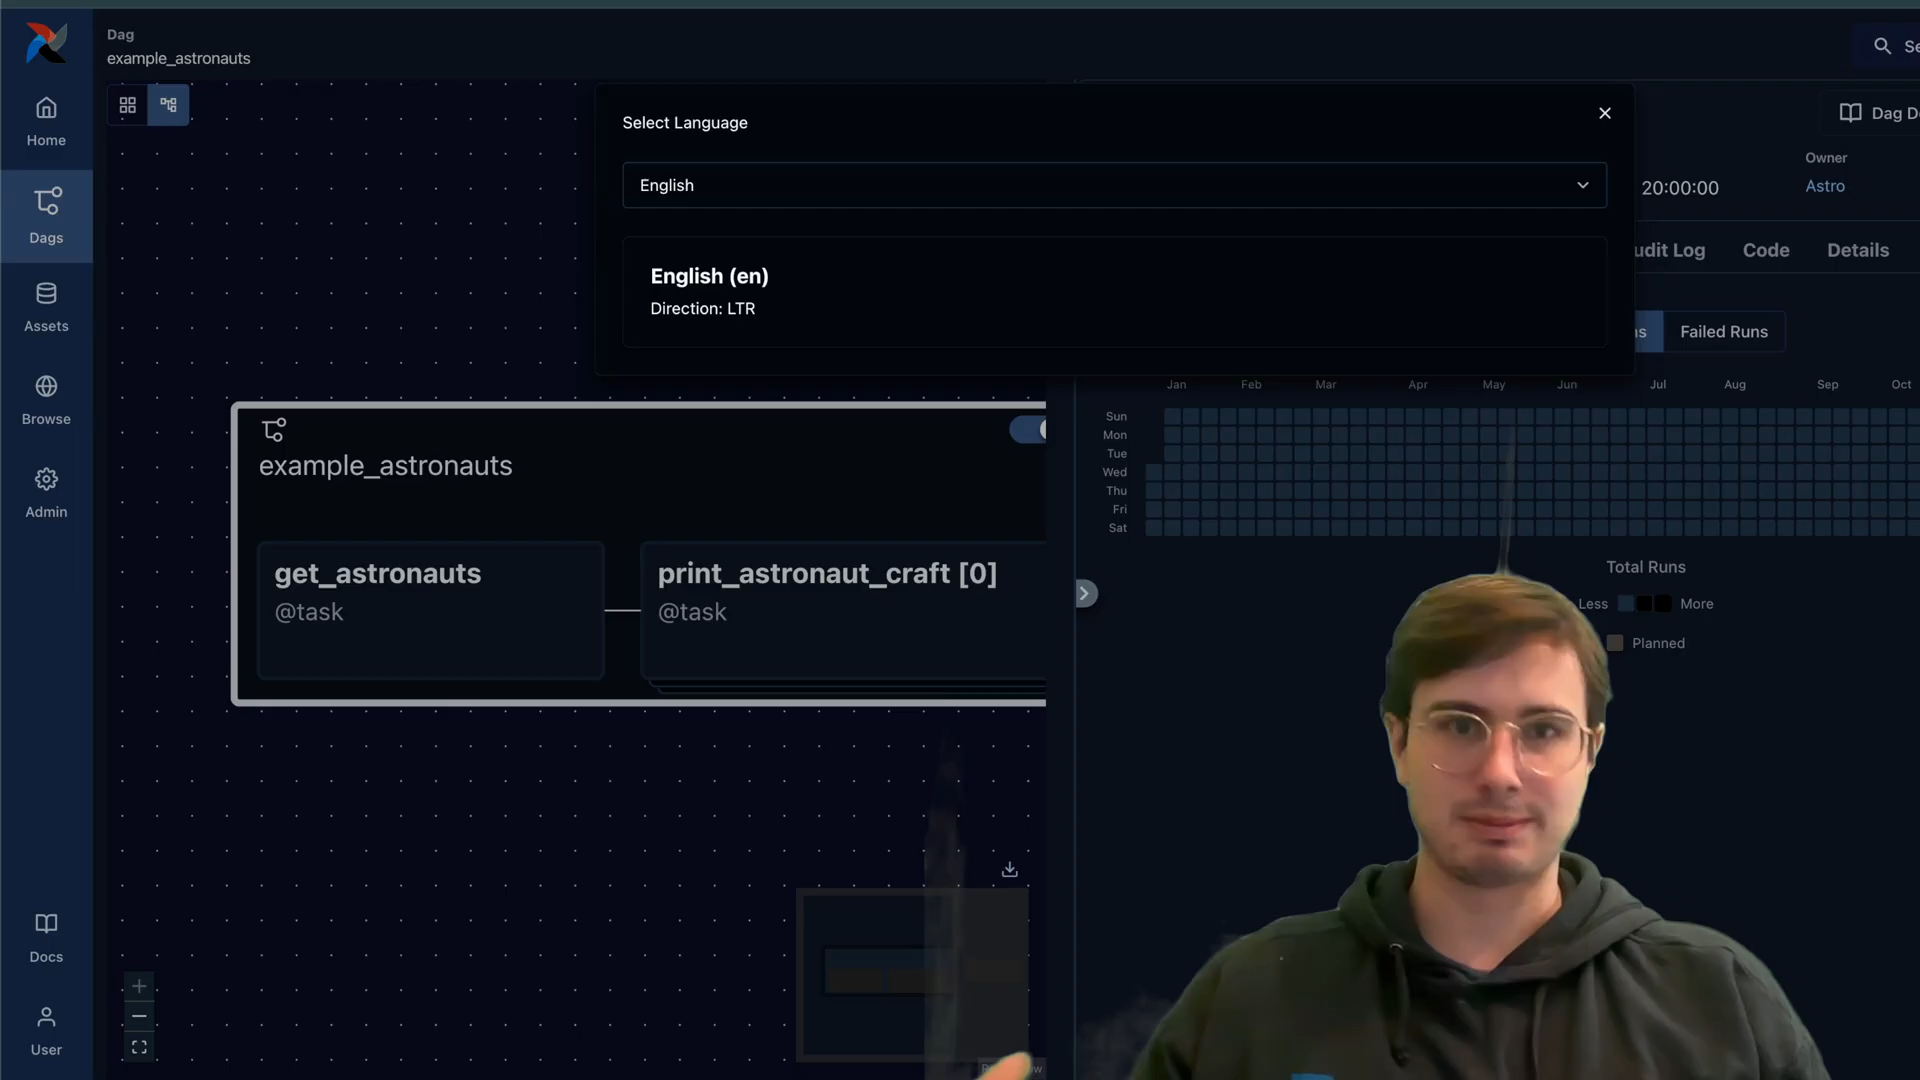 Dag
example_astronauts
Home
Dags
Assets
Browse
Admin
Docs
User
Select Language
English
English (en)
Direction: LTR
example_astronauts
get_astronauts
@task
print_astronaut_craft [0]
@task
Dag
Owner
20:00:00
Astro
Log
Code
Details
Failed Runs
Jan Feb Mar Apr May Jun Jul Aug Sep Oct
Sun
Mon
Tue
Wed
Thu
Fri
Sat
Total Runs
Less
More
Planned